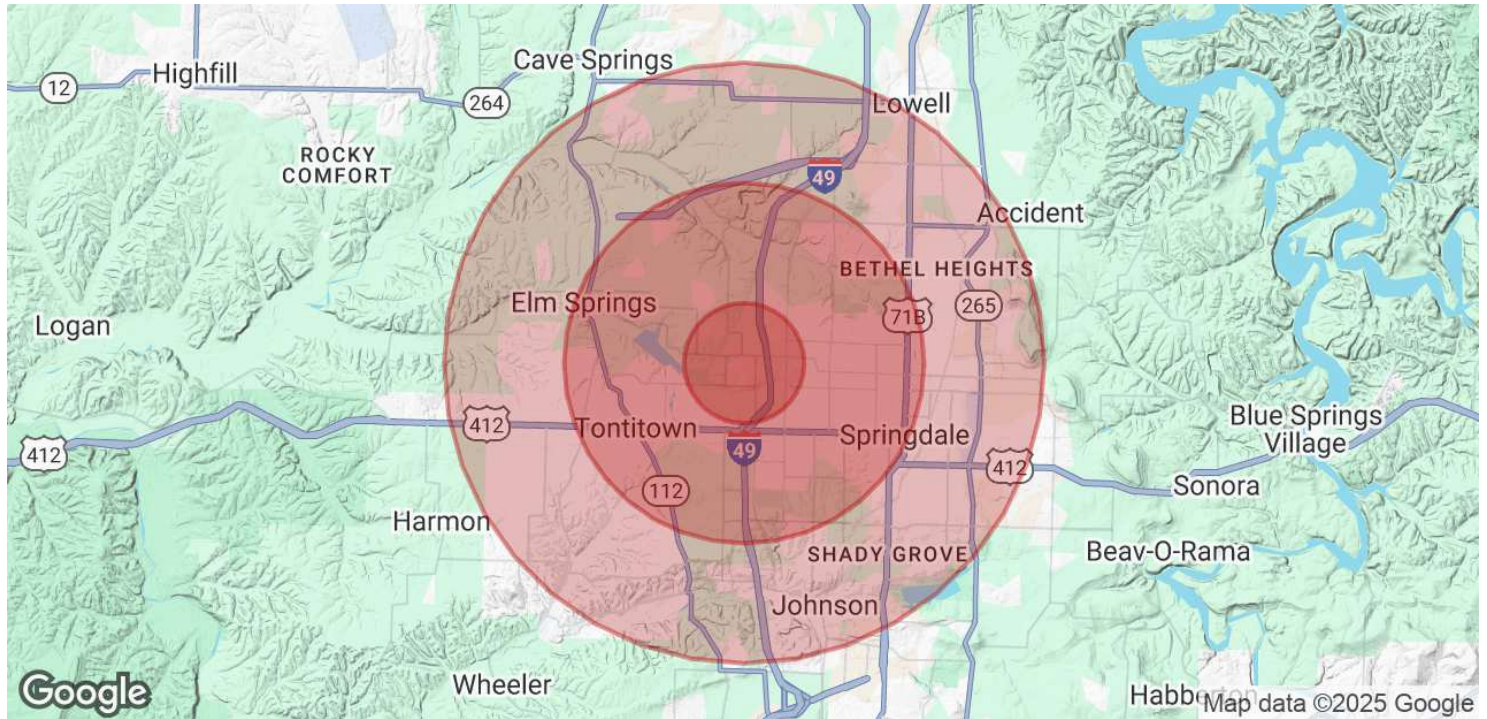 Cave Springs
Highfill
12
264
Lowell
ROCKY
COMFORT
49
Accident
BETHEL HEIGHTS
Elm Springs
71B
265
Logan
412
412
Tontitown
Springdale
49
412
Blue Springs
Village
Sonora
112
Harmon
SHADY GROVE
Beav-O-Rama
Johnson
Wheeler
Google
Habberton
Map data ©2025 Google